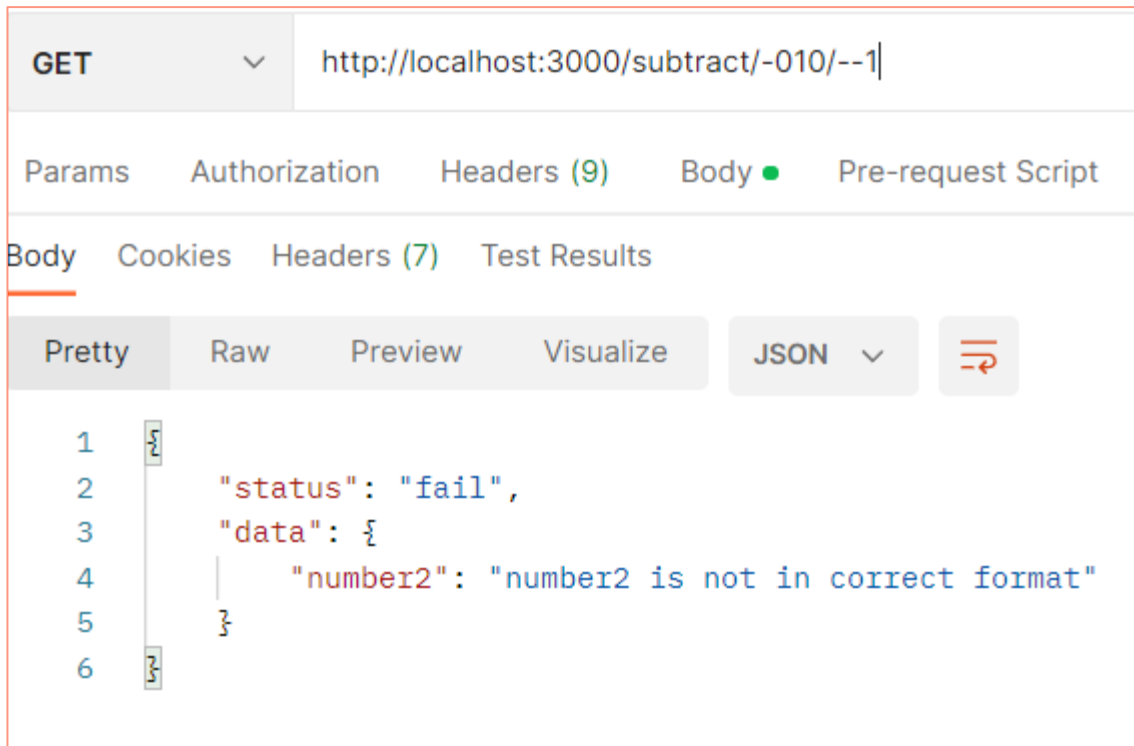 GET http://localhost:3000/subtract/-010/--1
Params Authorization Headers (9) Body Pre-request Script
Body Cookies Headers (7) Test Results
Pretty Raw Preview Visualize JSON
1 {
2 "status": "fail",
3 "data": {
4 "number2": "number2 is not in correct format"
5 }
6 }